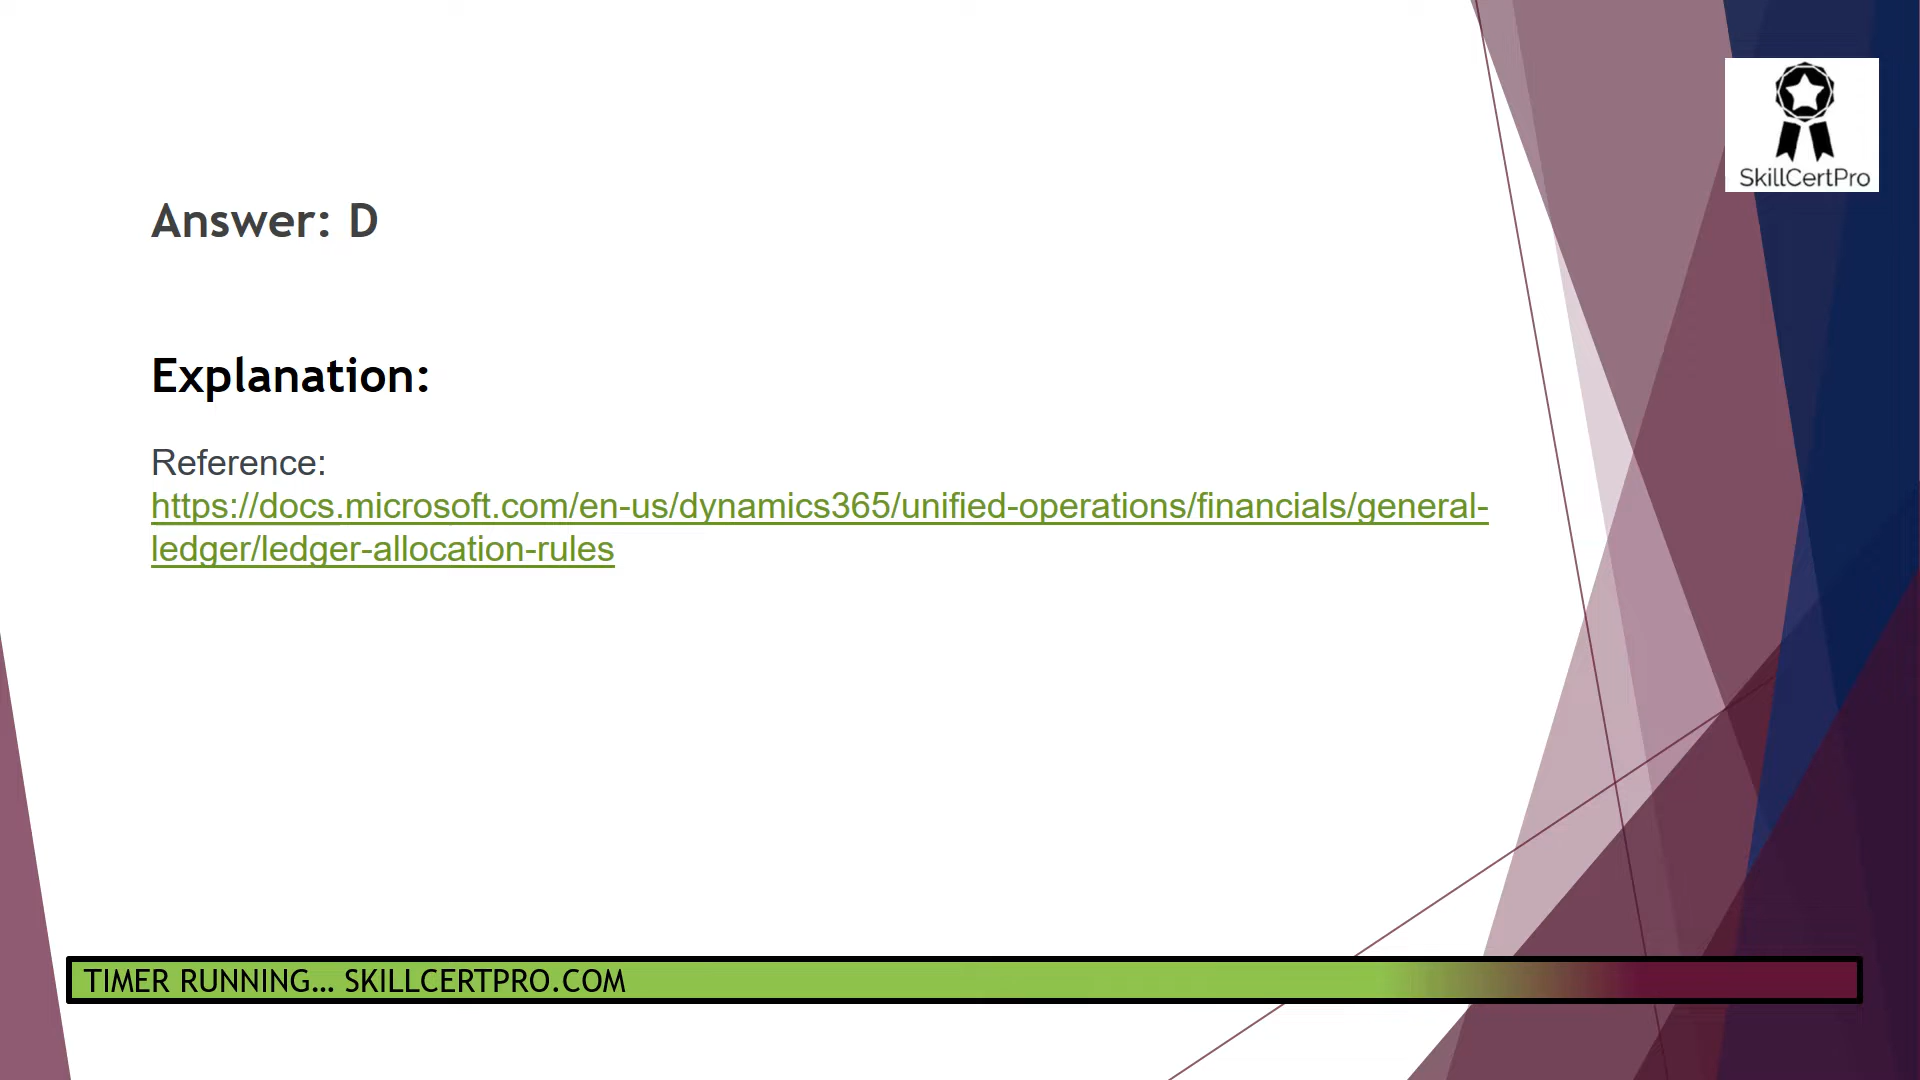 SkillCertPro
Answer: D
Explanation:
Reference:
https://docs.microsoft.com/en-us/dynamics365/unified-operations/financials/general-
ledger/ledger-allocation-rules
TIMER RUNNING... SKILLCERTPRO.COM